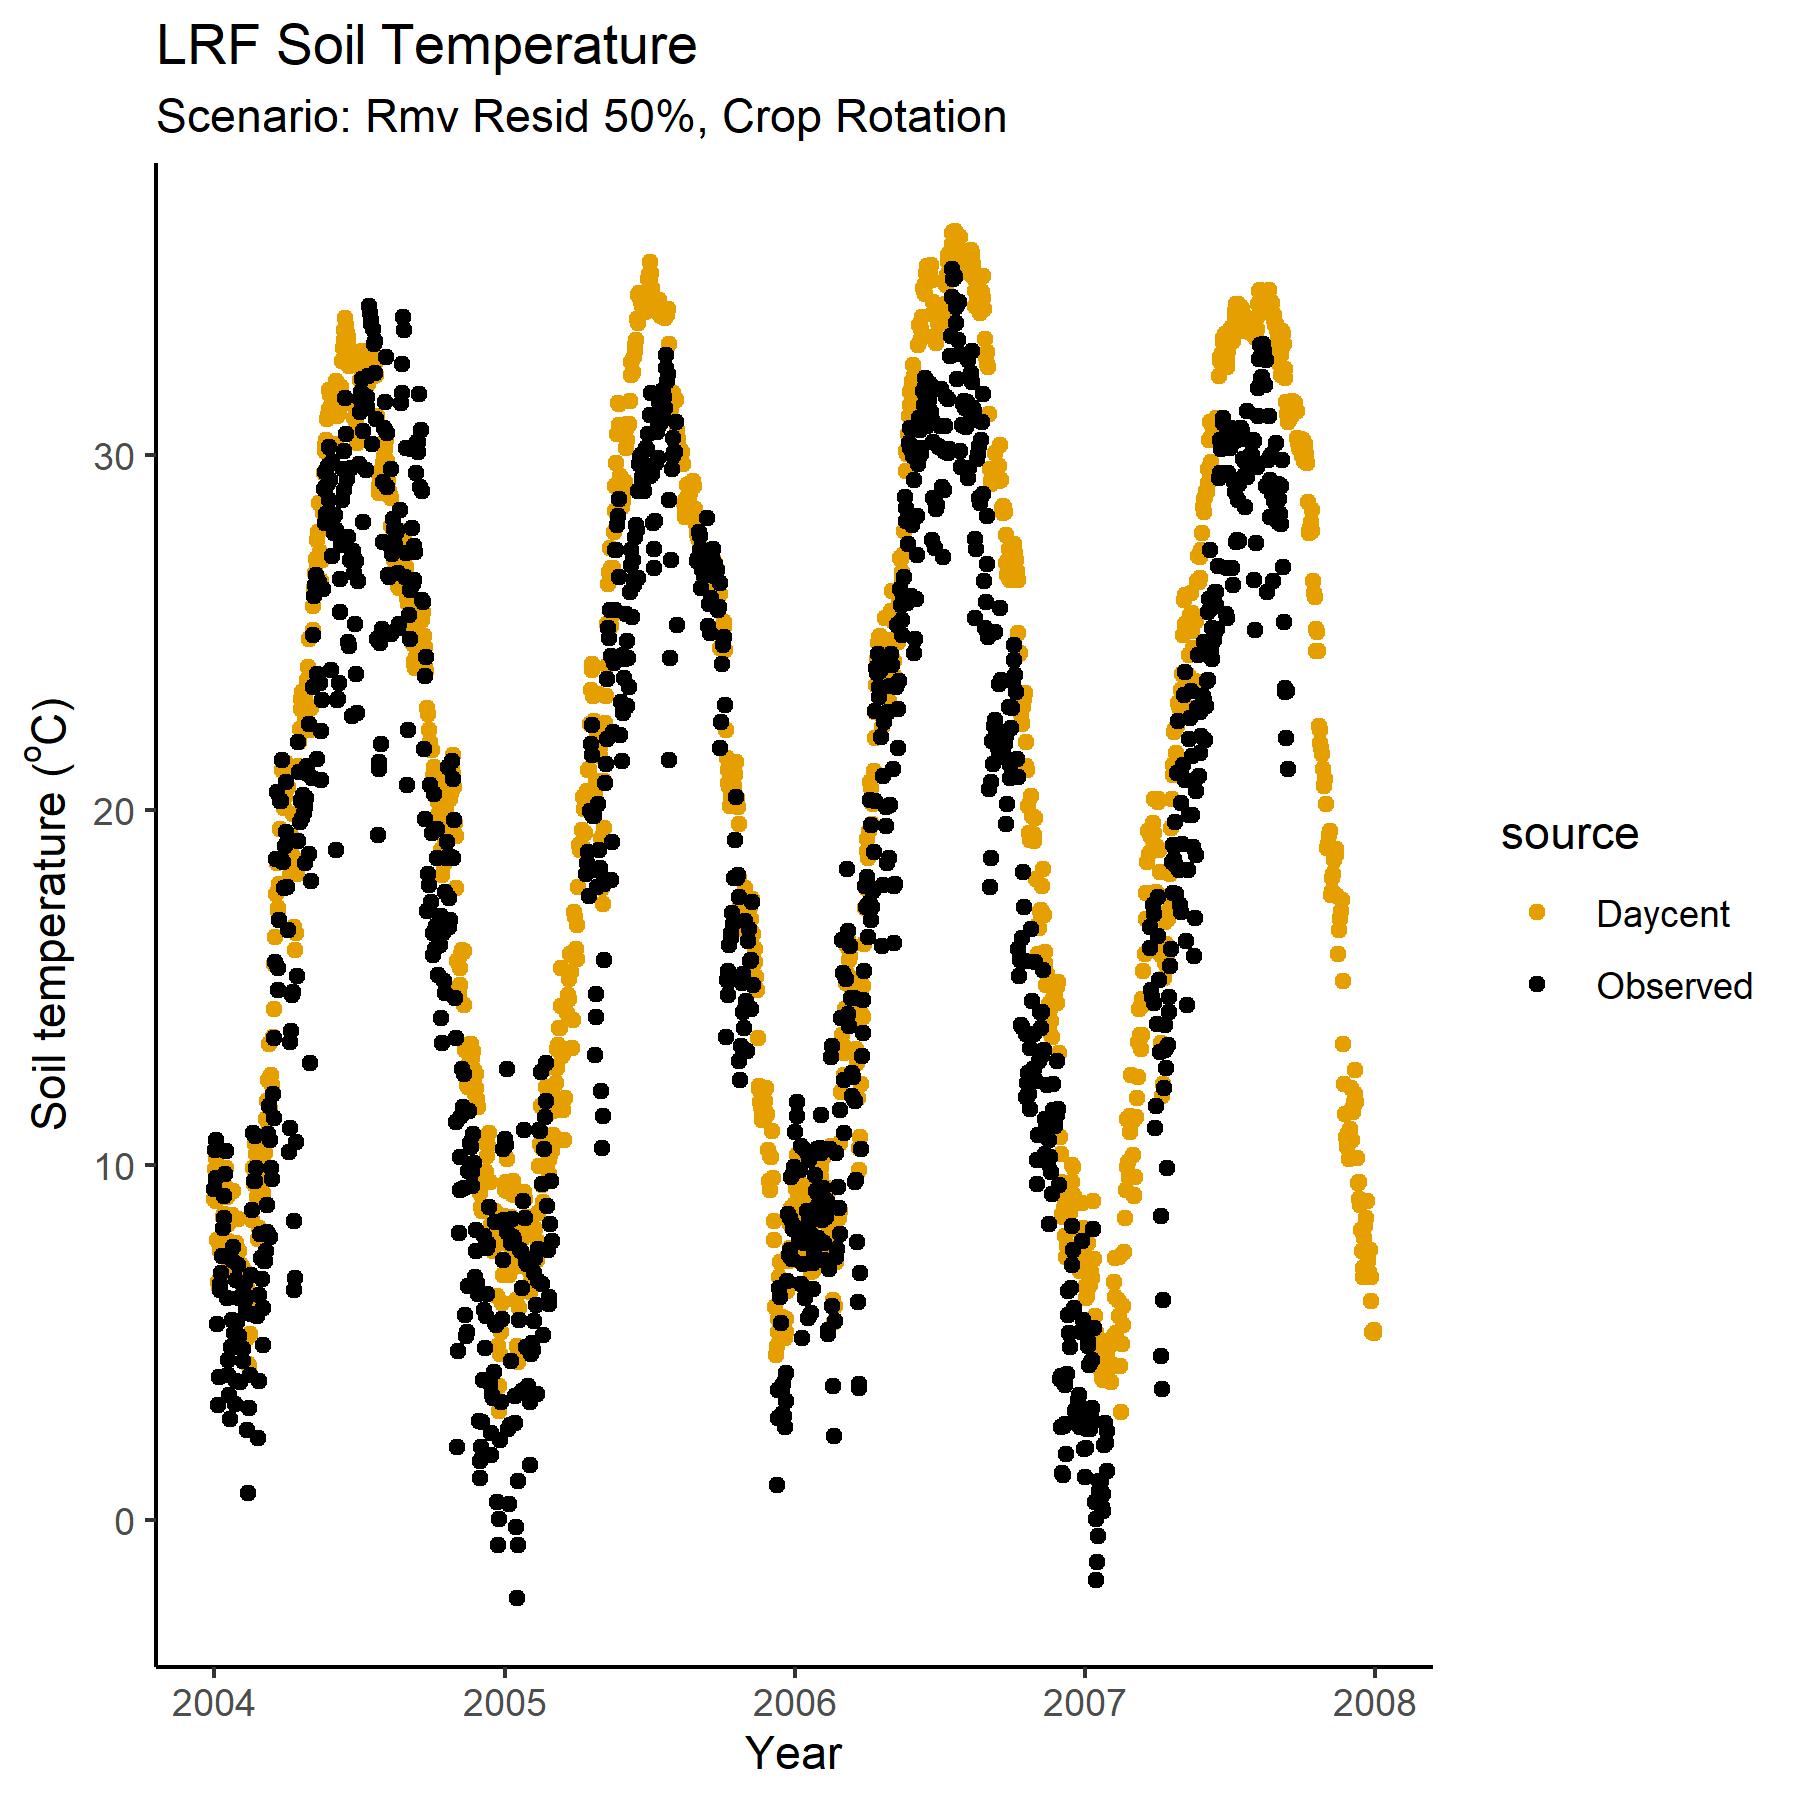 LRF Soil Temperature
Scenario: Rmv Resid 50%, Crop Rotation
Soil temperature (°C)
30
20
10
0
2004 2005 2006 2007 2008
Year
source
Daycent
Observed